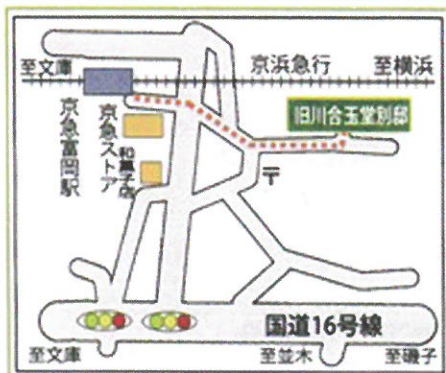 至文庫
京浜急行
至横浜
旧川合玉堂別邸
京急富岡駅
京急ストア
和菓子店
〒
国道16号線
至文庫
至並木
至磯子